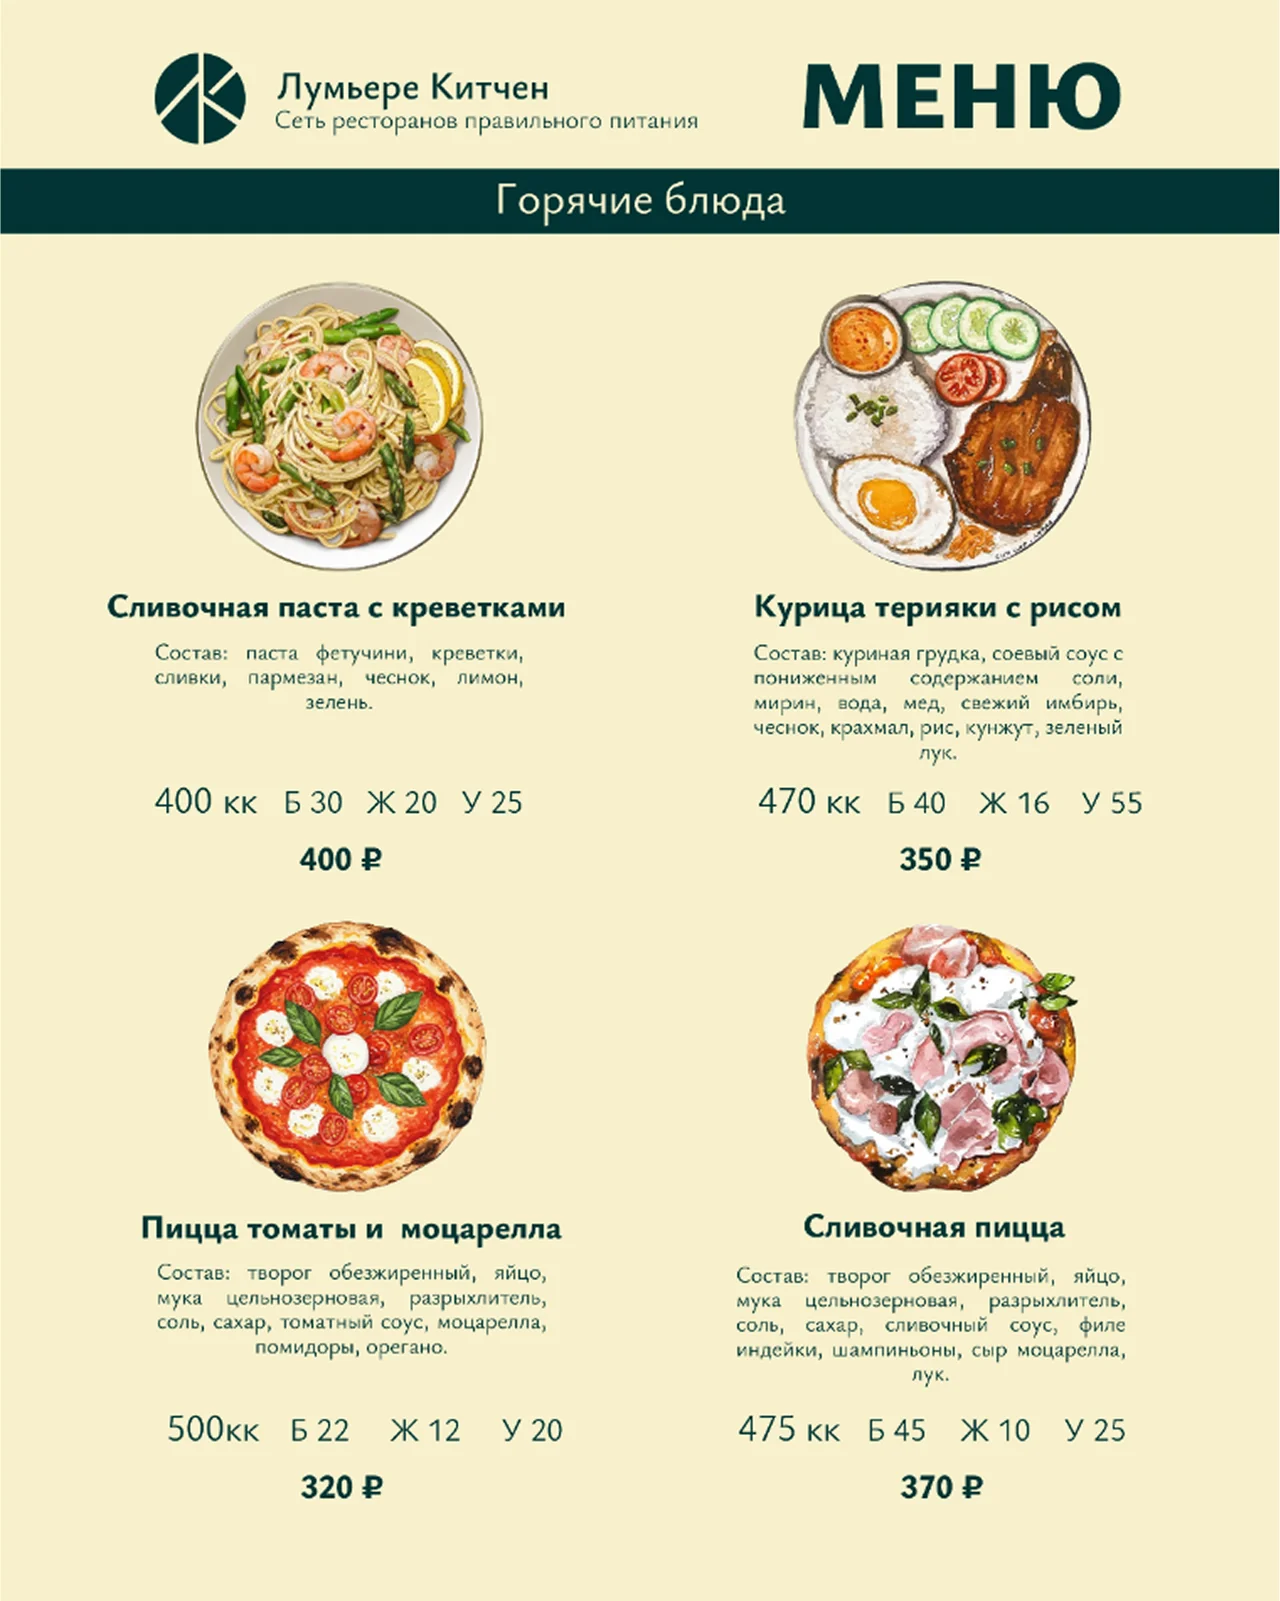 Лумьере Китчен
Сеть ресторанов правильного питания
МЕНЮ
Горячие блюда
Сливочная паста с креветками
Состав: паста фетучини, креветки,
сливки, пармезан, чеснок, лимон,
зелень.
400 кк Б 30 Ж 20 У 25
400 ₽
Курица терияки с рисом
Состав: куриная грудка, соевый соус с
пониженным содержанием соли,
мирин, вода, мед, свежий имбирь,
чеснок, крахмал, рис, кунжут, зеленый
лук.
470 кк Б 40 Ж 16 У 55
350 ₽
Пицца томаты и моцарелла
Состав: творог обезжиренный, яйцо,
мука цельнозерновая, разрыхлитель,
соль, сахар, томатный соус, моцарелла,
помидоры, орегано.
500кк Б 22 Ж 12 У 20
320 ₽
Сливочная пицца
Состав: творог обезжиренный, яйцо,
мука цельнозерновая, разрыхлитель,
соль, сахар, сливочный соус, филе
индейки, шампиньоны, сыр моцарелла,
лук.
475 кк Б 45 Ж 10 У 25
370 ₽